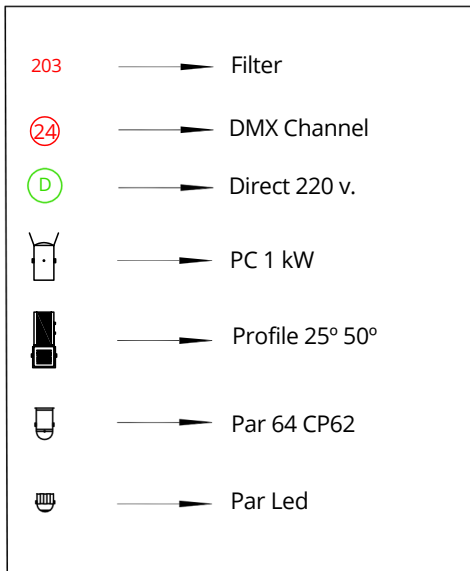 203 Filter
24 DMX Channel
D Direct 220 v.
PC 1 kW
Profile 25º 50º
Par 64 CP62
Par Led